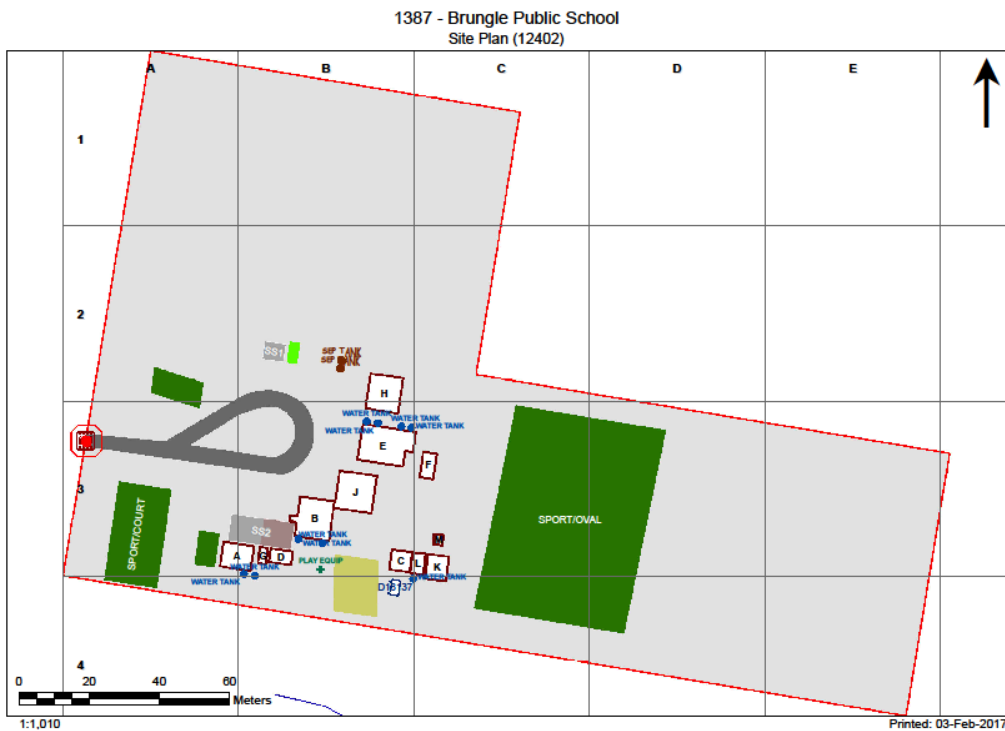 1387 - Brungle Public School
Site Plan (12402)
A B C D E
1
2
SS1
SEP TANK
SEP TANK
H
WATER TANK
WATER TANK
WATER TANK
WATER TANK
E
F
3
J
SPORT/COURT
B
SS2
SPORT/OVAL
WATER TANK
WATER TANK
M
A G D
PLAY EQUIP
C L K
WATER TANK
WATER TANK
WATER TANK
4
0 20 40 60
Meters
1:1,010
Printed: 03-Feb-2017